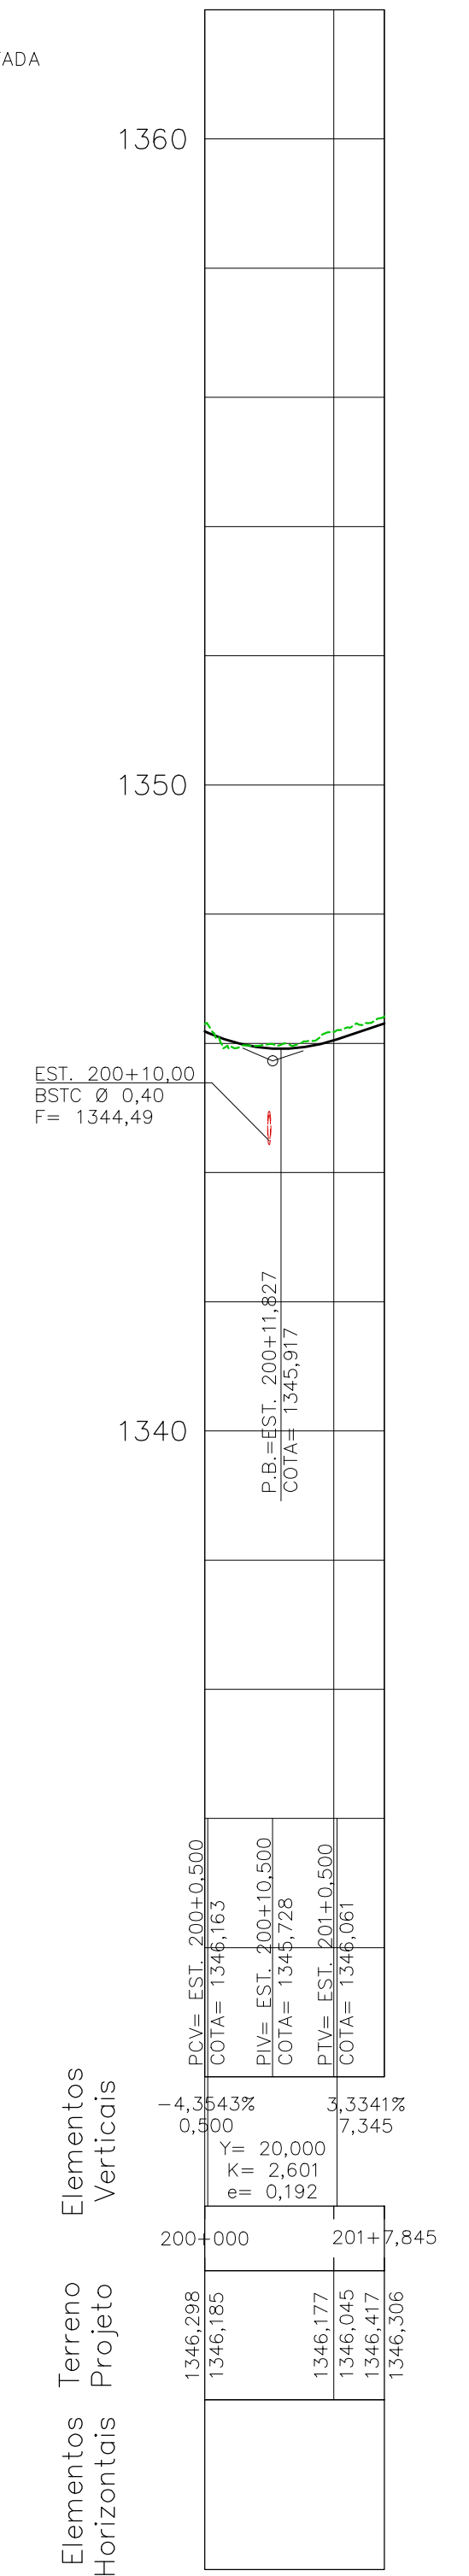 TADA
1360
1350
EST. 200+10,00
BSTC Ø 0,40
F= 1344,49
P.B.=EST. 200+11,827
COTA= 1345,917
1340
PCV= EST. 200+0,500
COTA= 1346,163
PIV= EST. 200+10,500
COTA= 1345,728
PTV= EST. 201+0,500
COTA= 1346,061
Elementos
Verticais
-4,3543%
0,500
3,3341%
7,345
Y= 20,000
K= 2,601
e= 0,192
200+000
201+7,845
Terreno
Projeto
1346,298
1346,185
1346,177
1346,045
1346,417
1346,306
Elementos
Horizontais